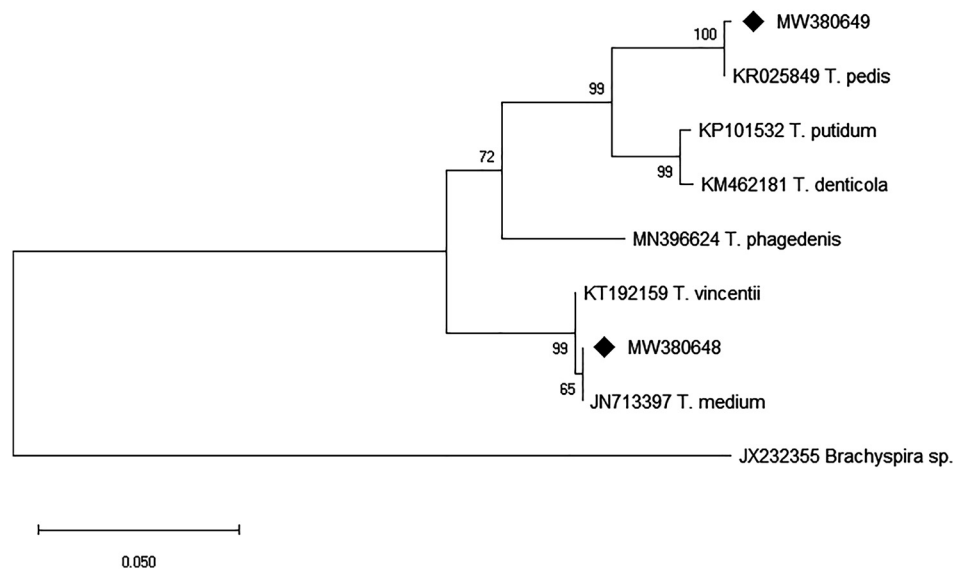 MW380649
100
KR025849 T. pedis
99
KP101532 T. putidum
72
99
KM462181 T. denticola
MN396624 T. phagedenis
KT192159 T. vincentii
99
MW380648
65
JN713397 T. medium
JX232355 Brachyspira sp.
0.050